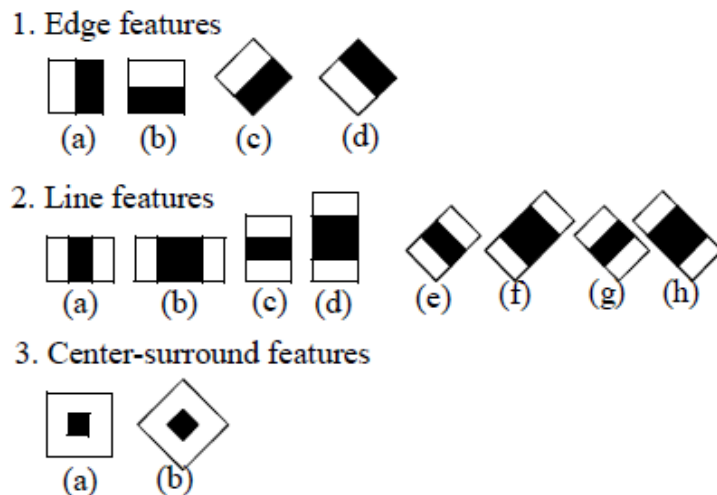 1. Edge features
(a) (b) (c) (d)
2. Line features
(a) (b) (c) (d) (e) (f) (g) (h)
3. Center-surround features
(a) (b)